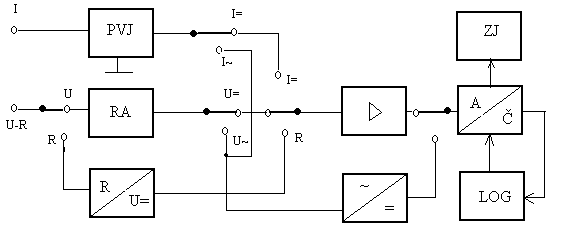 I
PVJ
I=
ZJ
I~
I=
U
U=
A
Č
U-R
RA
R
U~
R
R
U=
~
=
LOG